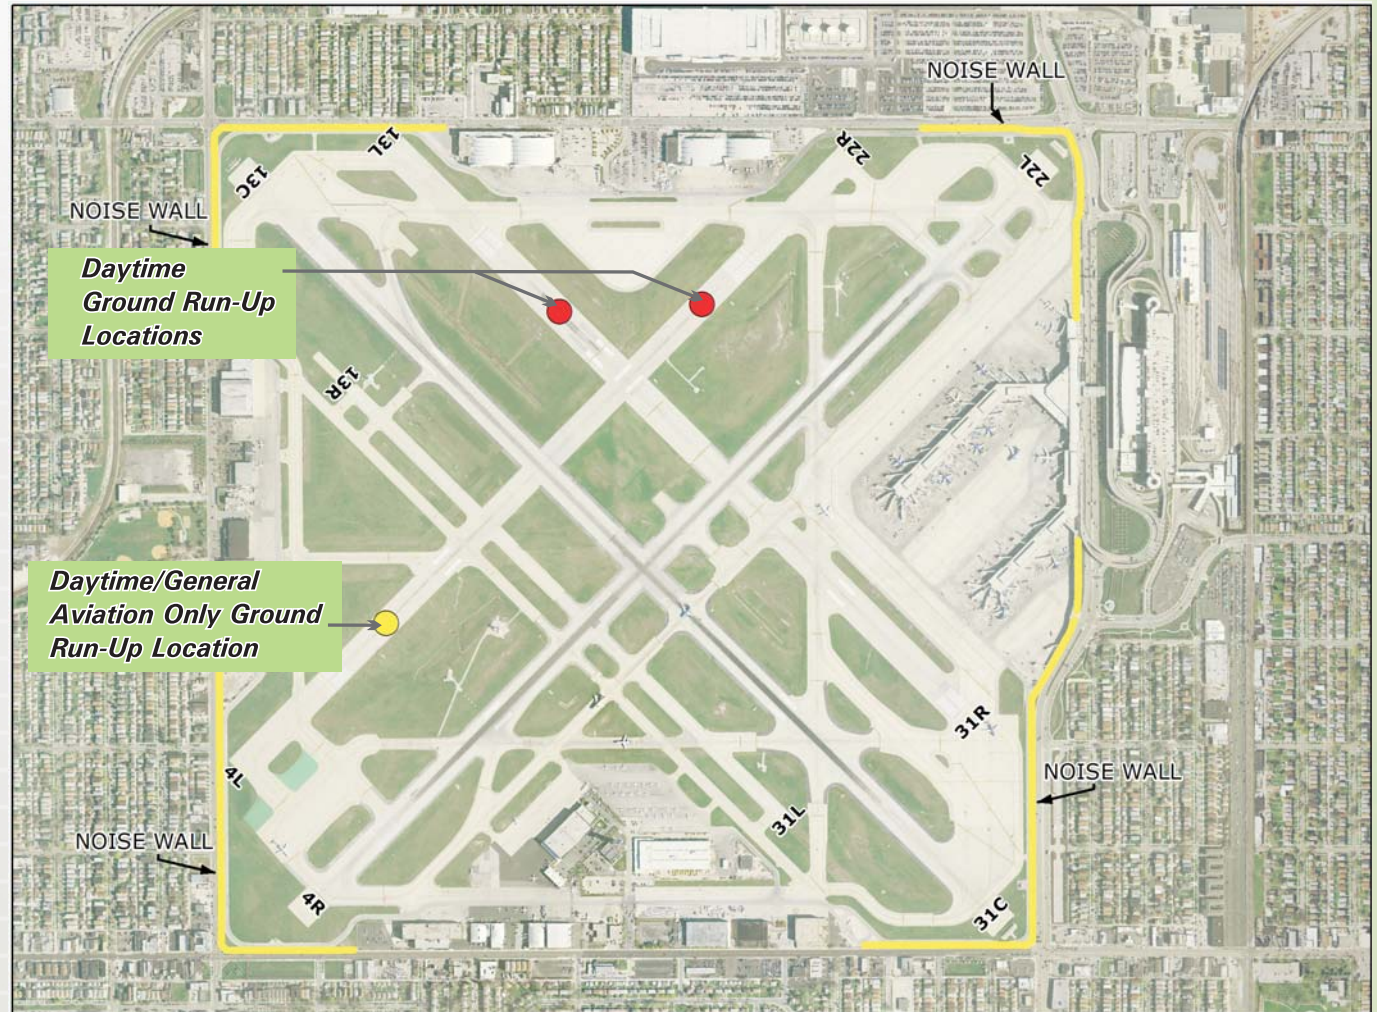 NOISE WALL
13L
22R
22L
13C
NOISE WALL
Daytime
Ground Run-Up
Locations
13R
Daytime/General
Aviation Only Ground
Run-Up Location
31R
4L
NOISE WALL
31L
NOISE WALL
4R
31C